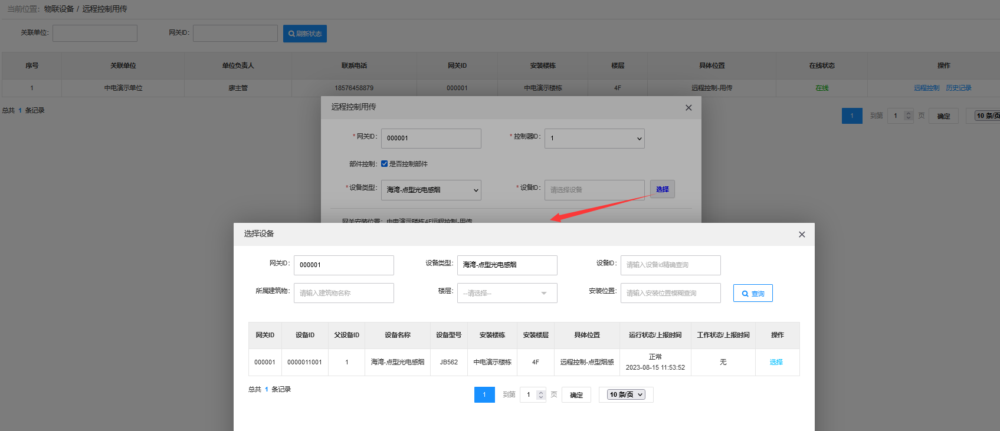 当前位置：物联设备 / 远程控制用传
关联单位: 网关ID: 刷新状态
序号 关联单位 单位负责人 联系电话 网关ID 安装楼栋 楼层 具体位置 在线状态 操作
1 中电演示单位 廖主管 18576458879 000001 中电演示楼栋 4F 远程控制-用传 在线 远程控制 历史记录
总共 1 条记录 1 到第 1 页 确定 10 条/页
远程控制用传
* 网关ID: 000001 * 控制器ID: 1
部件控制: 是否控制部件
* 设备类型: 海湾-点型光电感烟 * 设备ID: 请选择设备 选择
网关安装位置: 中电演示楼栋4F远程控制-用传
选择设备
网关ID: 000001 设备类型: 海湾-点型光电感烟 设备ID: 请输入设备id精确查询
所属建筑物: 请输入建筑物名称 楼层: --请选择-- 安装位置: 请输入安装位置模糊查询 查询
网关ID 设备ID 父设备ID 设备名称 设备型号 安装楼栋 安装楼层 具体位置 运行状态/上报时间 工作状态/上报时间 操作
000001 0000011001 1 海湾-点型光电感烟 JB562 中电演示楼栋 4F 远程控制-点型烟感 正常 无 选择
2023-08-15 11:53:52
总共 1 条记录 1 到第 1 页 确定 10 条/页